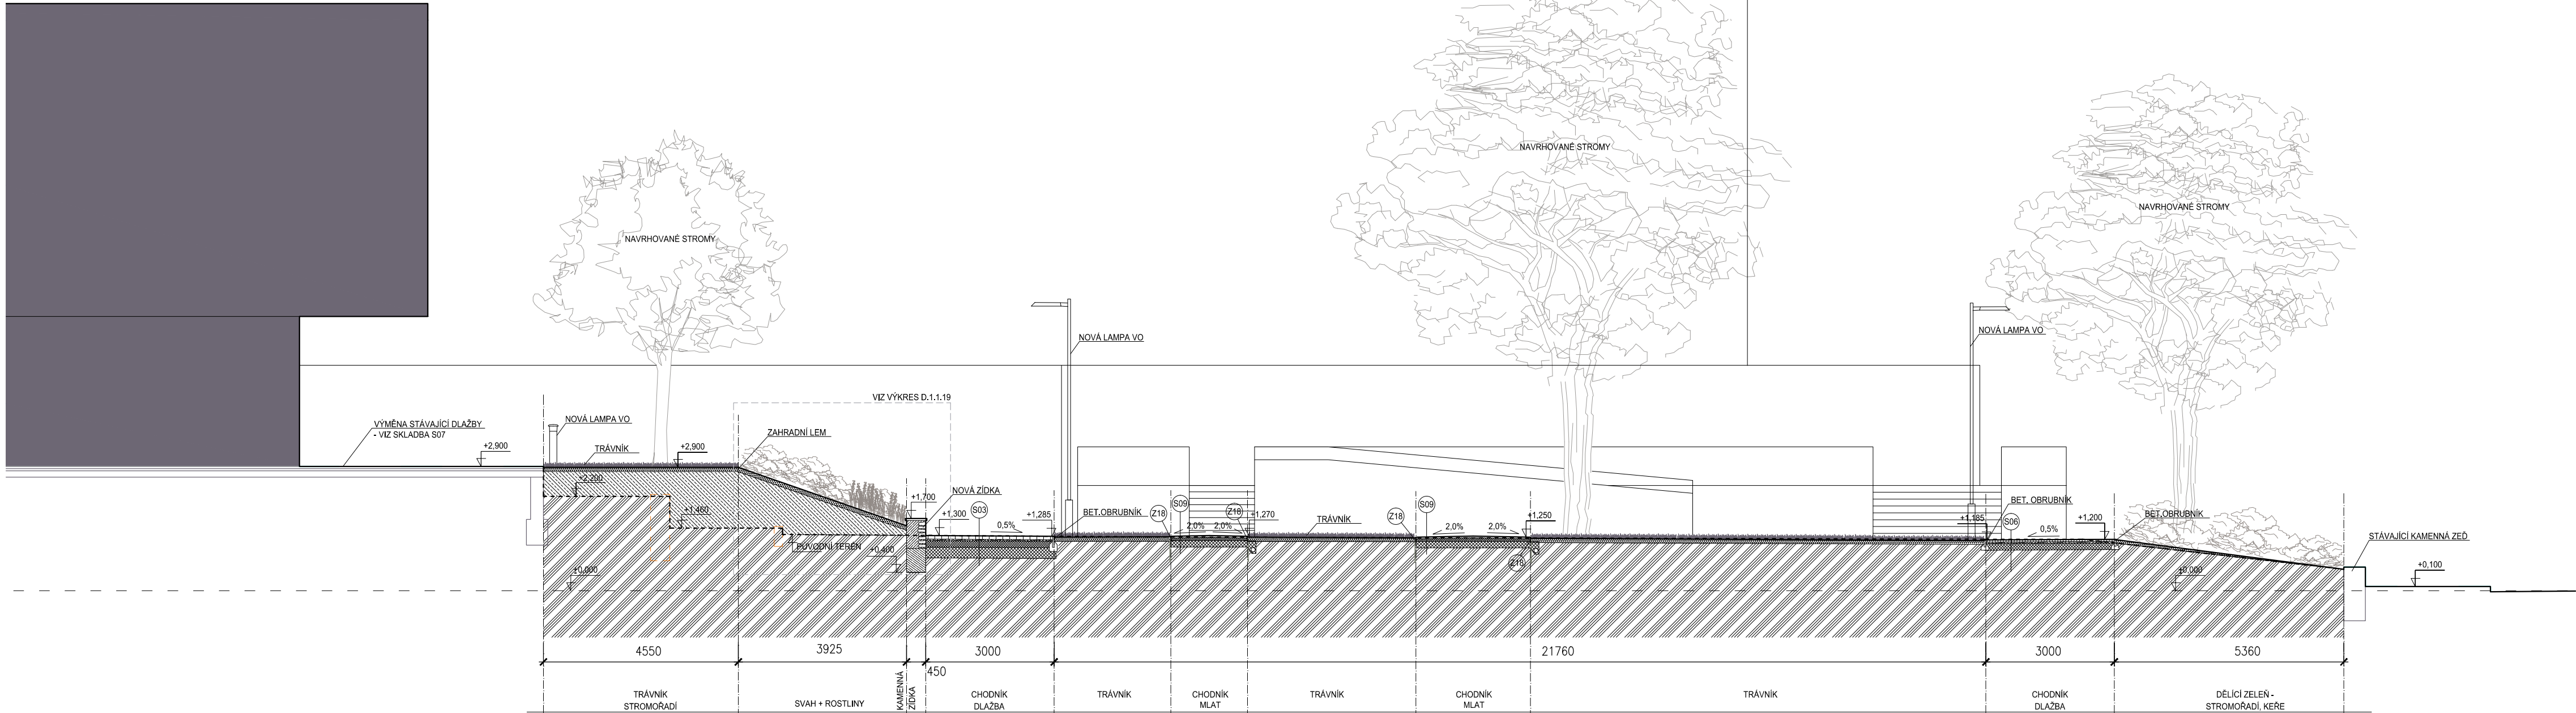 NAVRHOVANÉ STROMY
NAVRHOVANÉ STROMY
NAVRHOVANÉ STROMY
NOVÁ LAMPA VO
NOVÁ LAMPA VO
VIZ VÝKRES D.1.1.19
VÝMĚNA STÁVAJÍCÍ DLAŽBY
- VIZ SKLADBA S07
NOVÁ LAMPA VO
ZAHRADNÍ LEM
+2,900
TRÁVNÍK
+2,900
+2,200
+1,460
PŮVODNÍ TERÉN
±0,000
+1,700
NOVÁ ZÍDKA
+1,300
S03
0,5%
+1,285
+0,400
BET.OBRUBNÍK
Z18
S09
2,0%
2,0%
Z18
+1,270
TRÁVNÍK
Z18
S09
2,0%
2,0%
+1,250
Z18
BET. OBRUBNÍK
+1,185
S06
0,5%
+1,200
BET.OBRUBNÍK
±0,000
STÁVAJÍCÍ KAMENNÁ ZEĎ
+0,100
4550
3925
450
3000
21760
3000
5360
TRÁVNÍK
STROMOŘADÍ
SVAH + ROSTLINY
KAMENNÁ
ZÍDKA
CHODNÍK
DLAŽBA
TRÁVNÍK
CHODNÍK
MLAT
TRÁVNÍK
CHODNÍK
MLAT
TRÁVNÍK
CHODNÍK
DLAŽBA
DĚLÍCÍ ZELEŇ -
STROMOŘADÍ, KEŘE